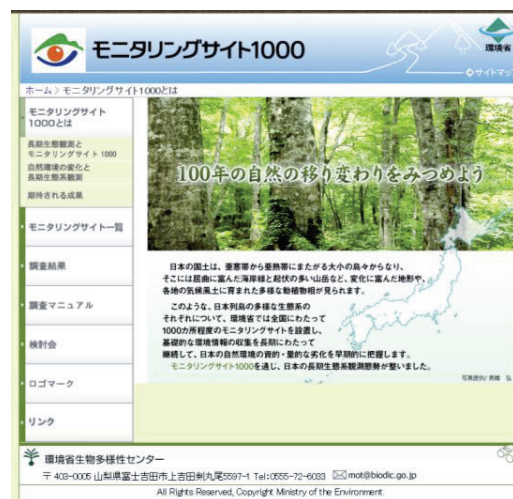 モニタリングサイト1000
環境省
サイトマップ
ホーム > モニタリングサイト1000とは
モニタリングサイト
1000とは
長期生態観測と
モニタリングサイト1000
自然環境の変化と
長期生態系観測
期待される成果
モニタリングサイト一覧
調査結果
調査マニュアル
検討会
ロゴマーク
リンク
100年の自然の移り変わりをみつめよう
日本の国土は、亜寒帯から亜熱帯にまたがる大小の島々からなり、
そこには屈曲に富んだ海岸線と起伏の多い山岳など、変化に富んだ地形や、
各地の気候風土に育まれた多様な動植物相が見られます。
このような、日本列島の多様な生態系の
それぞれについて、環境省では全国にわたって
1000カ所程度のモニタリングサイトを設置し、
基礎的な環境情報の収集を長期にわたって
継続して、日本の自然環境の質的・量的な劣化を早期的に把握します。
モニタリングサイト1000を通し、日本の長期生態系観測態勢が整いました。
写真提供/
環境省生物多様性センター
〒 403-0005 山梨県富士吉田市上吉田剣丸尾5597-1 Tel:0555-72-6033 mot@biodic.go.jp
All Rights Reserved, Copyright Ministry of the Environment.